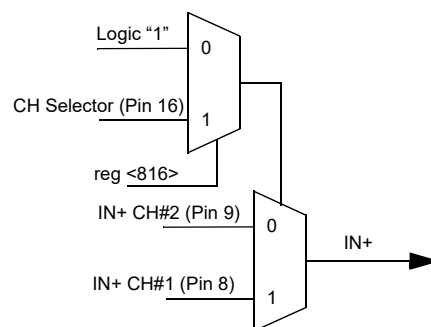 Logic “1”
0
CH Selector (Pin 16)
1
reg <816>
IN+ CH#2 (Pin 9)
0
IN+
IN+ CH#1 (Pin 8)
1